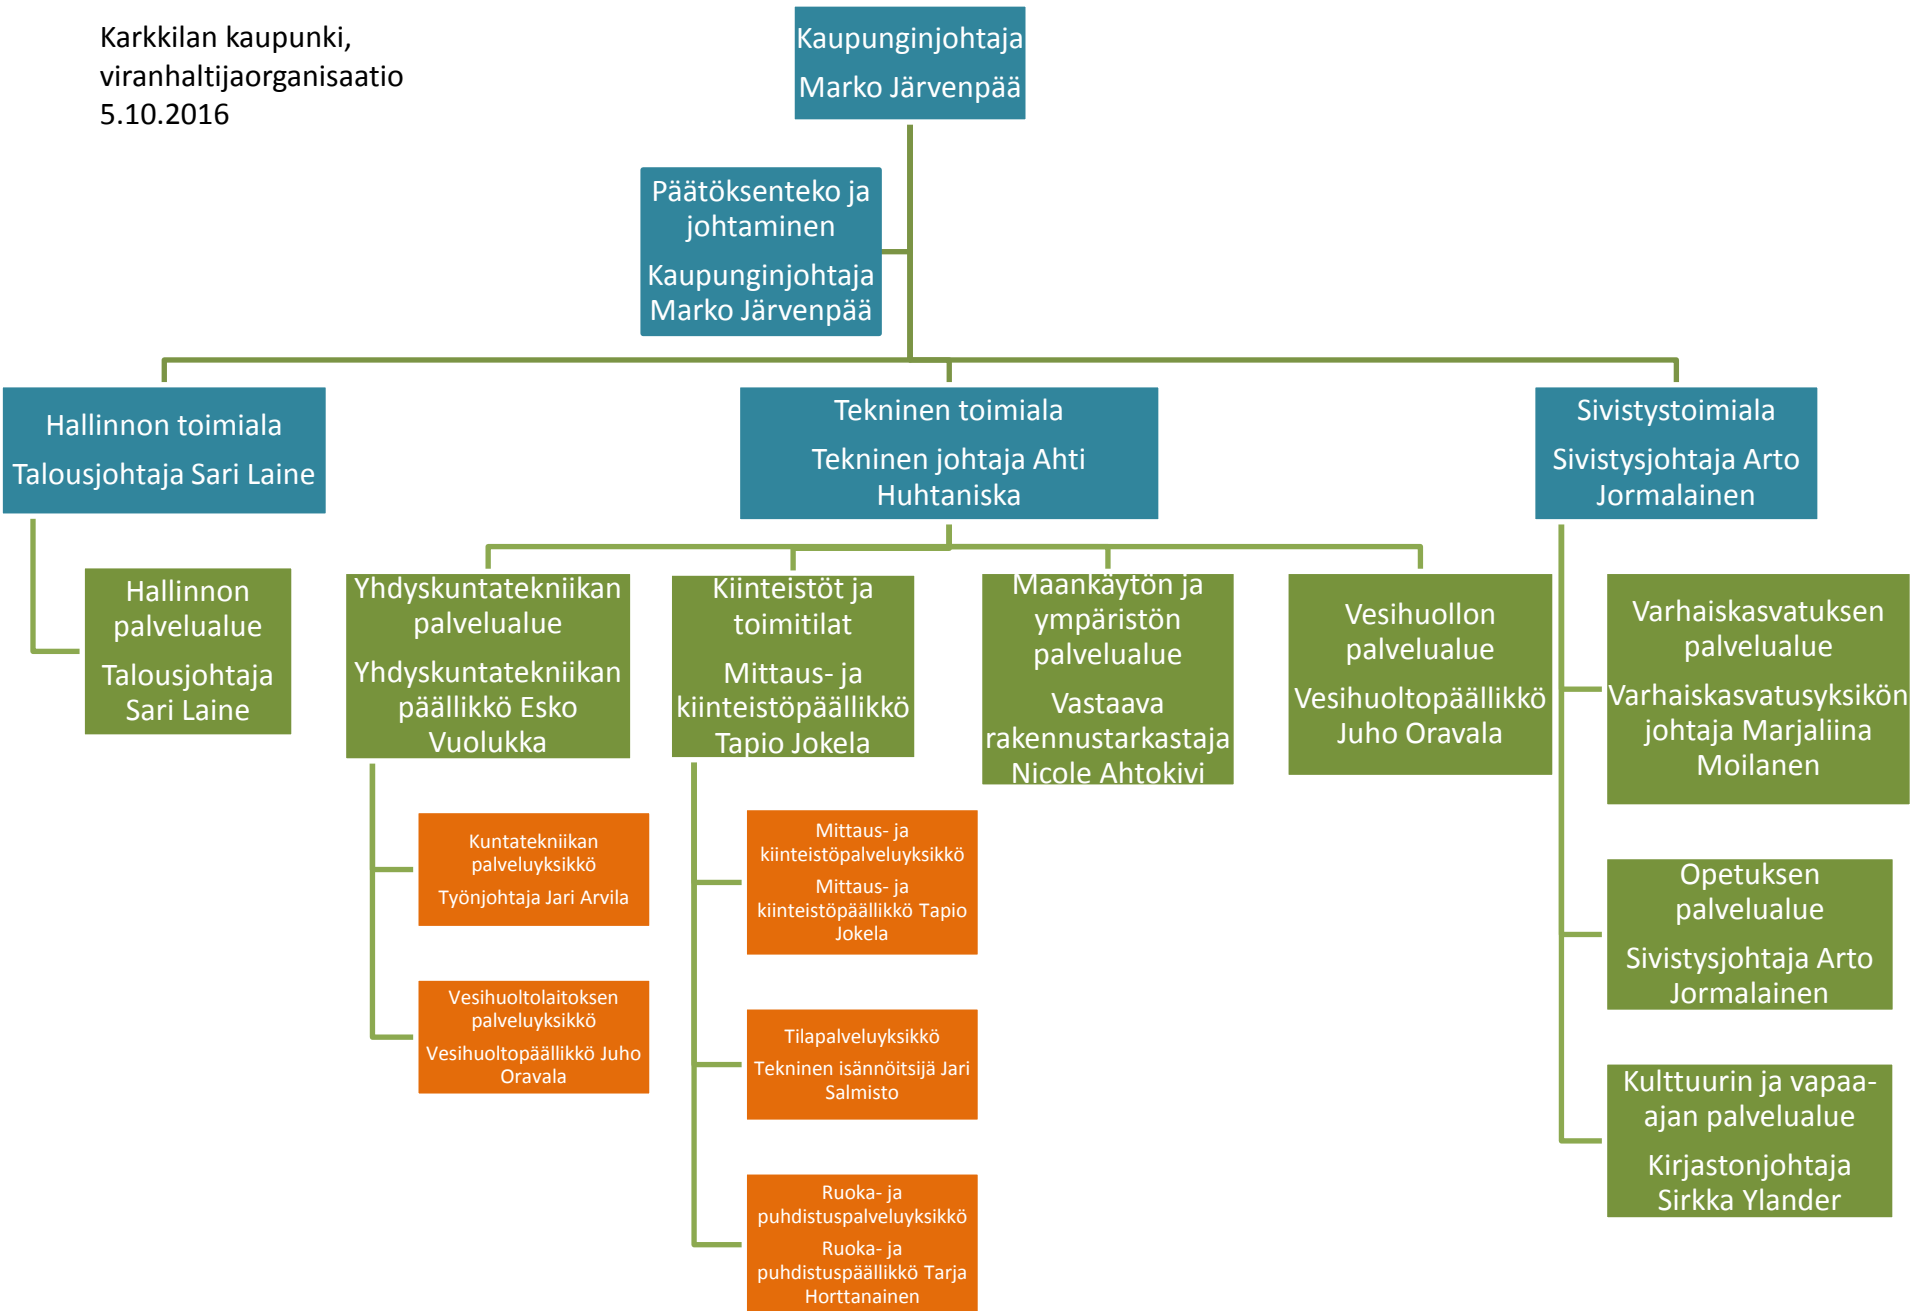 Karkkilan kaupunki,
viranhaltijaorganisaatio
5.10.2016
Kaupunginjohtaja
Marko Järvenpää
Päätöksenteko ja
johtaminen
Kaupunginjohtaja
Marko Järvenpää
Hallinnon toimiala
Talousjohtaja Sari Laine
Tekninen toimiala
Tekninen johtaja Ahti
Huhtaniska
Sivistystoimiala
Sivistysjohtaja Arto
Jormalainen
Hallinnon
palvelualue
Talousjohtaja
Sari Laine
Yhdyskuntatekniikan
palvelualue
Yhdyskuntatekniikan
päällikkö Esko
Vuolukka
Kiinteistöt ja
toimitilat
Mittaus- ja
kiinteistöpäällikkö
Tapio Jokela
Maankäytön ja
ympäristön
palvelualue
Vastaava
rakennustarkastaja
Nicole Ahtokivi
Vesihuollon
palvelualue
Vesihuoltopäällikkö
Juho Oravala
Varhaiskasvatuksen
palvelualue
Varhaiskasvatusyksikön
johtaja Marjaliina
Moilanen
Kuntatekniikan
palveluyksikkö
Työnjohtaja Jari Arvila
Mittaus- ja
kiinteistöpalveluyksikkö
Mittaus- ja
kiinteistöpäällikkö Tapio
Jokela
Opetuksen
palvelualue
Sivistysjohtaja Arto
Jormalainen
Vesihuoltolaitoksen
palveluyksikkö
Vesihuoltopäällikkö Juho
Oravala
Tilapalveluyksikkö
Tekninen isännöitsijä Jari
Salmisto
Kulttuurin ja vapaa-
ajan palvelualue
Kirjastonjohtaja
Sirkka Ylander
Ruoka- ja
puhdistuspalveluyksikkö
Ruoka- ja
puhdistuspäällikkö Tarja
Horttanainen